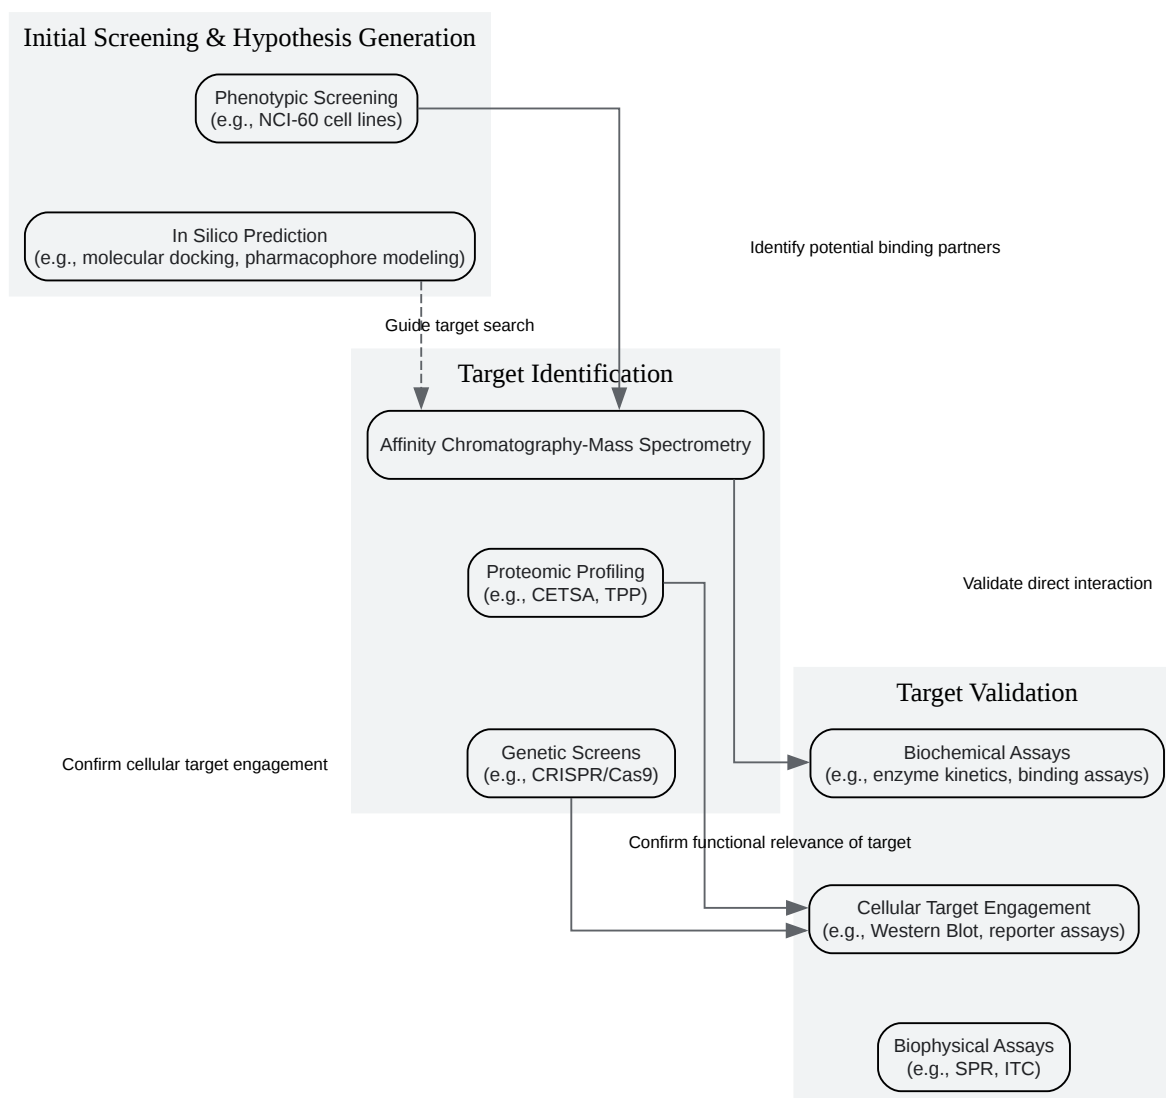 Initial Screening & Hypothesis Generation
Phenotypic Screening
(e.g., NCI-60 cell lines)
In Silico Prediction
(e.g., molecular docking, pharmacophore modeling)
Identify potential binding partners
Guide target search
Target Identification
Affinity Chromatography-Mass Spectrometry
Proteomic Profiling
(e.g., CETSA, TPP)
Validate direct interaction
Target Validation
Genetic Screens
(e.g., CRISPR/Cas9)
Biochemical Assays
(e.g., enzyme kinetics, binding assays)
Confirm cellular target engagement
Confirm functional relevance of target
Cellular Target Engagement
(e.g., Western Blot, reporter assays)
Biophysical Assays
(e.g., SPR, ITC)